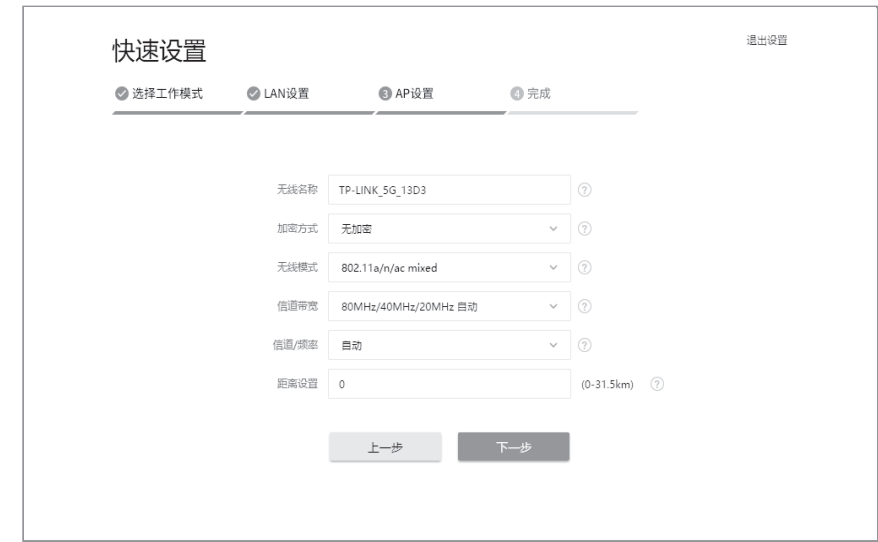 快速设置
退出设置
选择工作模式 LAN设置 3 AP设置 4 完成
无线名称 TP-LINK_5G_13D3 ?
加密方式 无加密 ?
无线模式 802.11a/n/ac mixed ?
信道带宽 80MHz/40MHz/20MHz 自动 ?
信道/频率 自动 ?
距离设置 0 (0-31.5km) ?
上一步 下一步